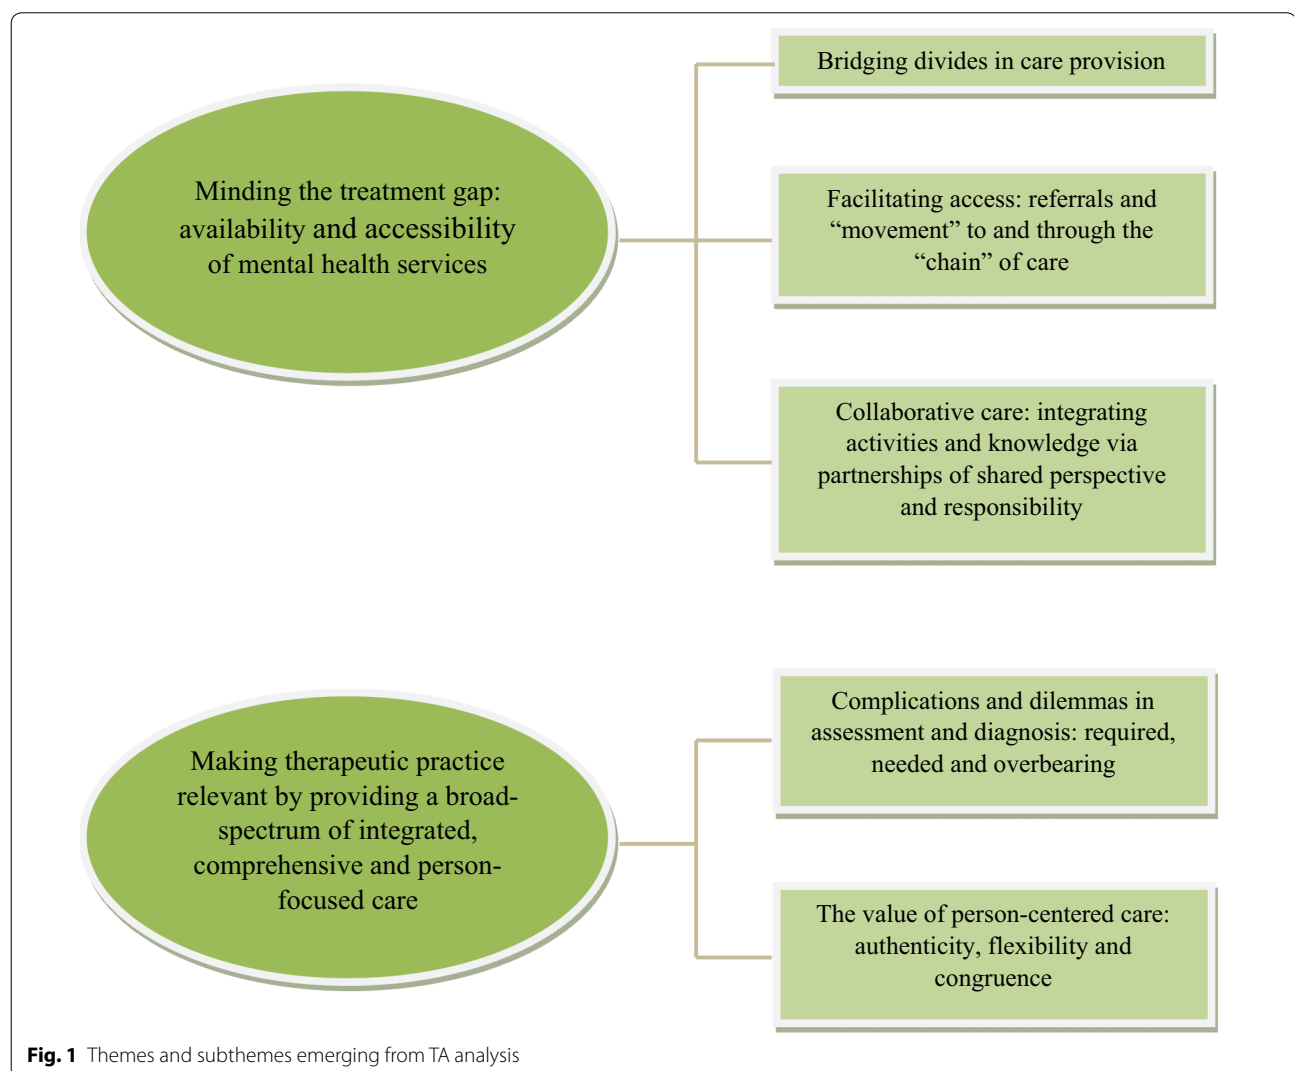 Minding the treatment gap:
availability and accessibility
of mental health services
Bridging divides in care provision
Facilitating access: referrals and
“movement” to and through the
“chain” of care
Collaborative care: integrating
activities and knowledge via
partnerships of shared perspective
and responsibility
Making therapeutic practice
relevant by providing a broad-
spectrum of integrated,
comprehensive and person-
focused care
Complications and dilemmas in
assessment and diagnosis: required,
needed and overbearing
The value of person-centered care:
authenticity, flexibility and
congruence
Fig. 1 Themes and subthemes emerging from TA analysis